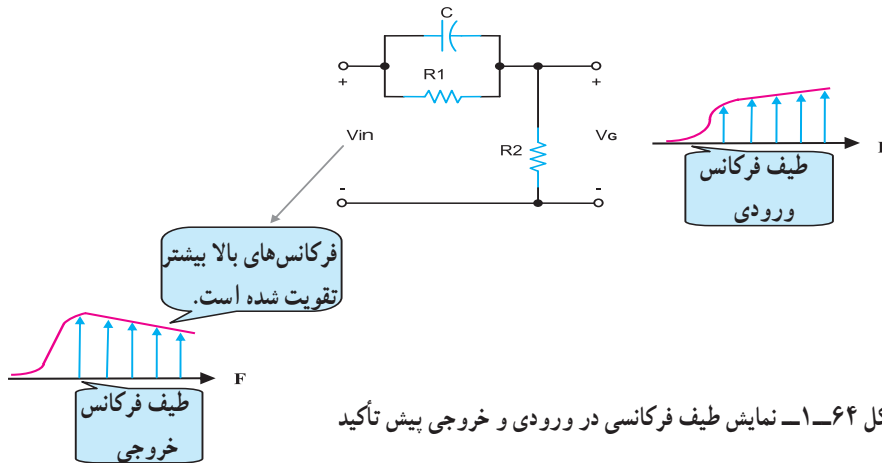 C
+
R1
+
Vin
R2
VG
-
-
طیف فرکانس
ورودی
فرکانس‌های بالا بیشتر
تقویت شده است.
F
طیف فرکانس
خروجی
کل ۶۴ــ۱ــ نمایش طیف فرکانسی در ورودی و خروجی پیش تأکید